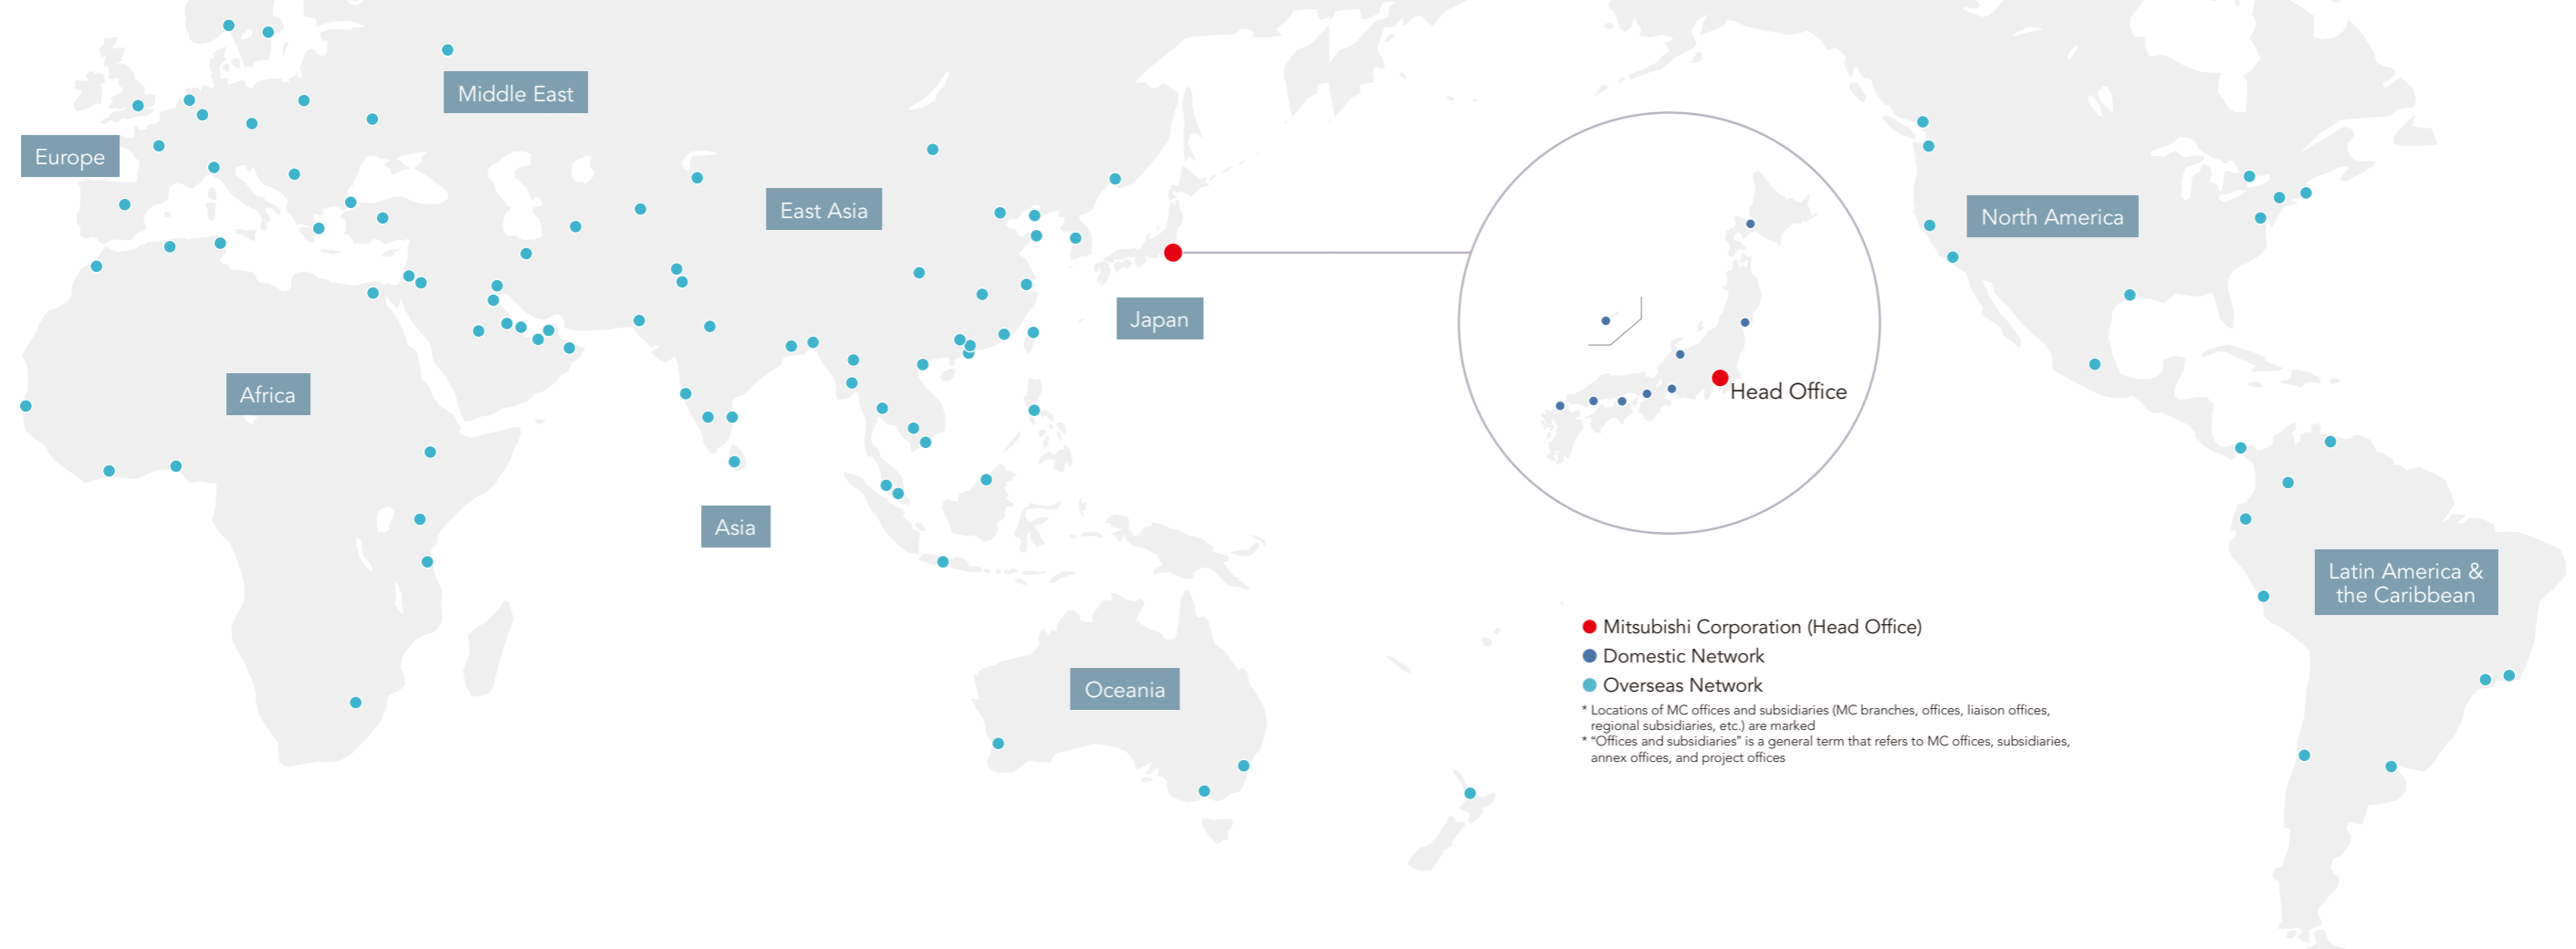 Middle East
Europe
East Asia
North America
Japan
Africa
Head Office
Asia
Latin America &
the Caribbean
Oceania
Mitsubishi Corporation (Head Office)
Domestic Network
Overseas Network
* Locations of MC offices and subsidiaries (MC branches, offices, liaison offices,
regional subsidiaries, etc.) are marked
* “Offices and subsidiaries” is a general term that refers to MC offices, subsidiaries,
annex offices, and project offices